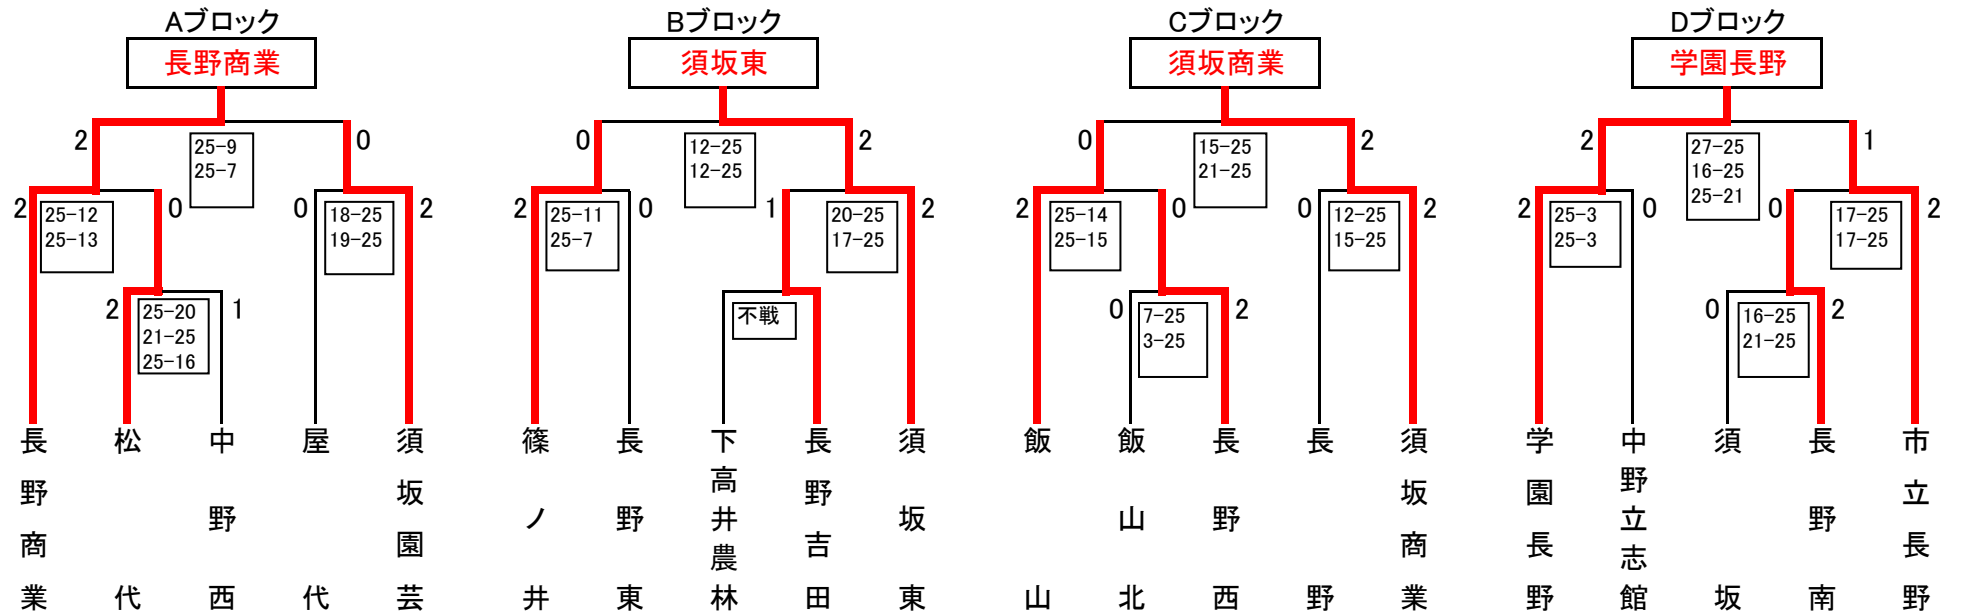 Aブロック
長野商業
2
0
25-9
25-7
2
0
25-12
25-13
0
2
18-25
19-25
2
1
25-20
21-25
25-16
長野商業
松代
中野西
屋代
須坂園芸
Bブロック
須坂東
0
2
12-25
12-25
2
0
25-11
25-7
1
2
20-25
17-25
不戦
篠ノ井
長野東
下高井農林
長野吉田
須坂東
Cブロック
須坂商業
0
2
15-25
21-25
2
0
25-14
25-15
0
2
12-25
15-25
0
2
7-25
3-25
飯山
飯山北
長野西
長野
須坂商業
Dブロック
学園長野
2
1
27-25
16-25
25-21
2
0
25-3
25-3
0
2
17-25
17-25
0
2
16-25
21-25
学園長野
中野立志館
須坂
長野南
市立長野